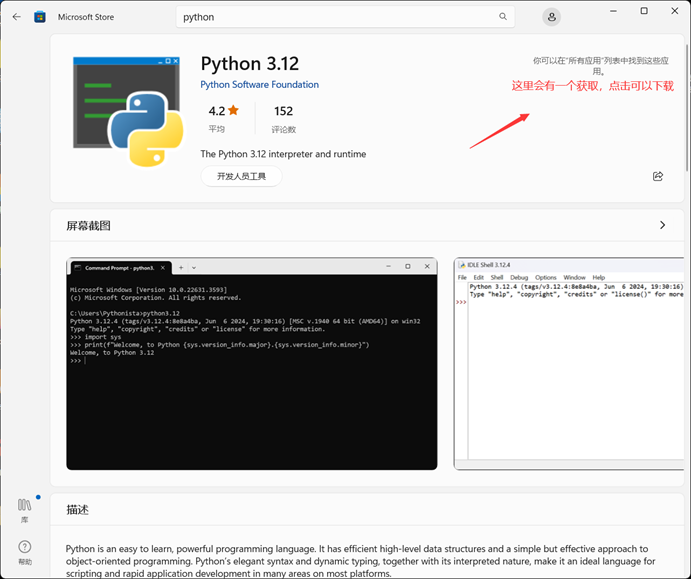 Microsoft Store
python
Python 3.12
Python Software Foundation
4.2
152
平均
评论数
The Python 3.12 interpreter and runtime
开发人员工具
你可以在"所有应用"列表中找到这些应
用。
这里会有一个获取，点击可以下载
屏幕截图
Command Prompt - python3.
Microsoft Windows [Version 10.0.22631.3593]
(c) Microsoft Corporation. All rights reserved.
C:\Users\Pythonista>python3.12
Python 3.12.4 (tags/v3.12.4:8e8a4ba, Jun  6 2024, 19:30:16) [MSC v.1940 64 bit (AMD64)] on win32
Type "help", "copyright", "credits" or "license" for more information.
>>> import sys
>>> print(f"Welcome, to Python {sys.version_info.major}.{sys.version_info.minor}")
Welcome, to Python 3.12
>>>
IDLE Shell 3.12.4
File Edit Shell Debug Options Window Help
Python 3.12.4 (tags/v3.12.4:8e8a4ba, Jun  6 2024, 19:30:16)
Type "help", "copyright", "credits" or "license()" for more
>>>
库
帮助
描述
Python is an easy to learn, powerful programming language. It has efficient high-level data structures and a simple but effective approach to
object-oriented programming. Python's elegant syntax and dynamic typing, together with its interpreted nature, make it an ideal language for
scripting and rapid application development in many areas on most platforms.